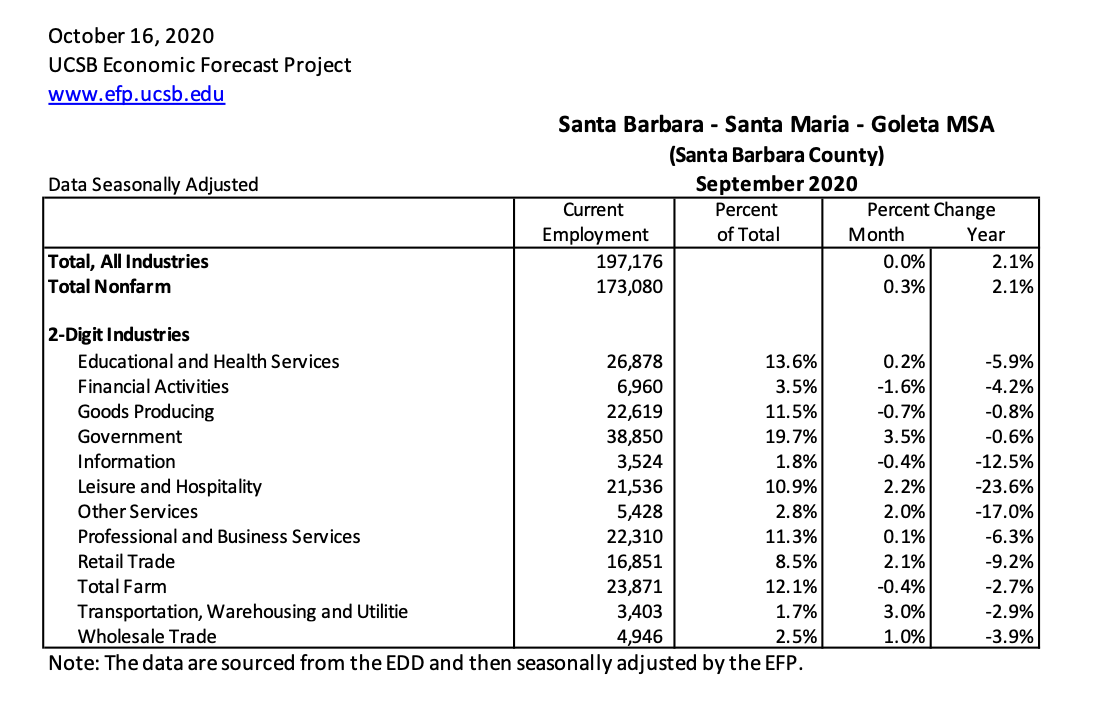 October 16, 2020
UCSB Economic Forecast Project
www.efp.ucsb.edu
Santa Barbara - Santa Maria - Goleta MSA
(Santa Barbara County)
Data Seasonally Adjusted September 2020
Current Percent Percent Change
Employment of Total Month Year
Total, All Industries 197,176 0.0% 2.1%
Total Nonfarm 173,080 0.3% 2.1%
2-Digit Industries
Educational and Health Services 26,878 13.6% 0.2% -5.9%
Financial Activities 6,960 3.5% -1.6% -4.2%
Goods Producing 22,619 11.5% -0.7% -0.8%
Government 38,850 19.7% 3.5% -0.6%
Information 3,524 1.8% -0.4% -12.5%
Leisure and Hospitality 21,536 10.9% 2.2% -23.6%
Other Services 5,428 2.8% 2.0% -17.0%
Professional and Business Services 22,310 11.3% 0.1% -6.3%
Retail Trade 16,851 8.5% 2.1% -9.2%
Total Farm 23,871 12.1% -0.4% -2.7%
Transportation, Warehousing and Utilitie 3,403 1.7% 3.0% -2.9%
Wholesale Trade 4,946 2.5% 1.0% -3.9%
Note: The data are sourced from the EDD and then seasonally adjusted by the EFP.